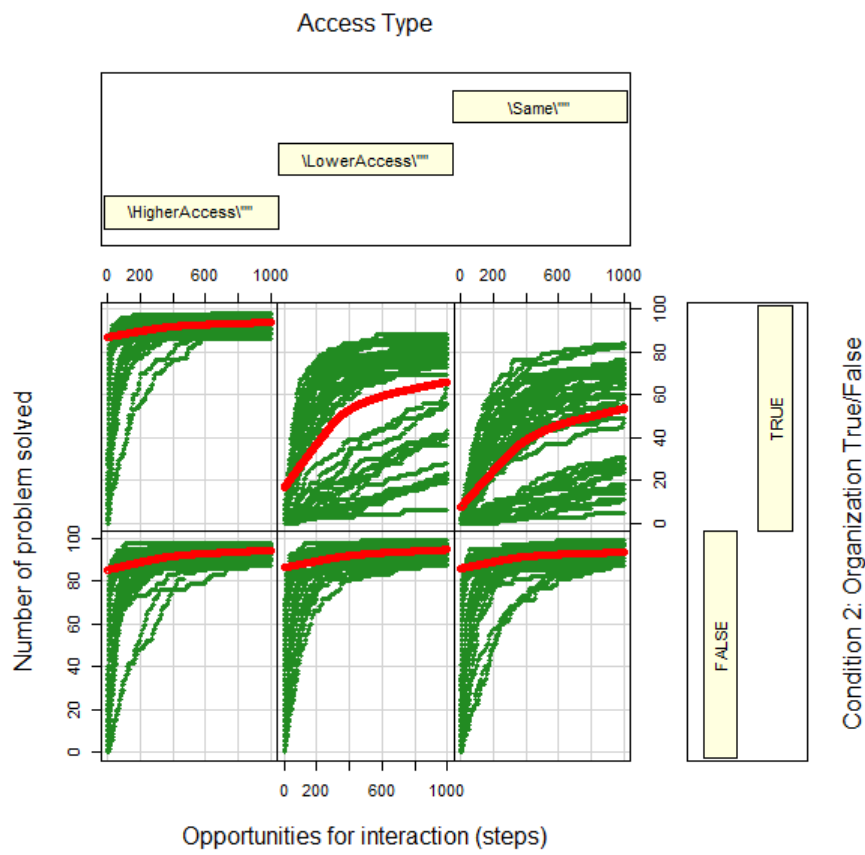 Access Type
\Same\"""
\LowerAccess\"""
\HigherAccess\"""
0 200 600 1000 0 200 600 1000
Number of problem solved
0 20 40 60 80 100
0 20 40 60 80 100
TRUE
FALSE
Condition 2: Organization True/False
0 200 600 1000
Opportunities for interaction (steps)